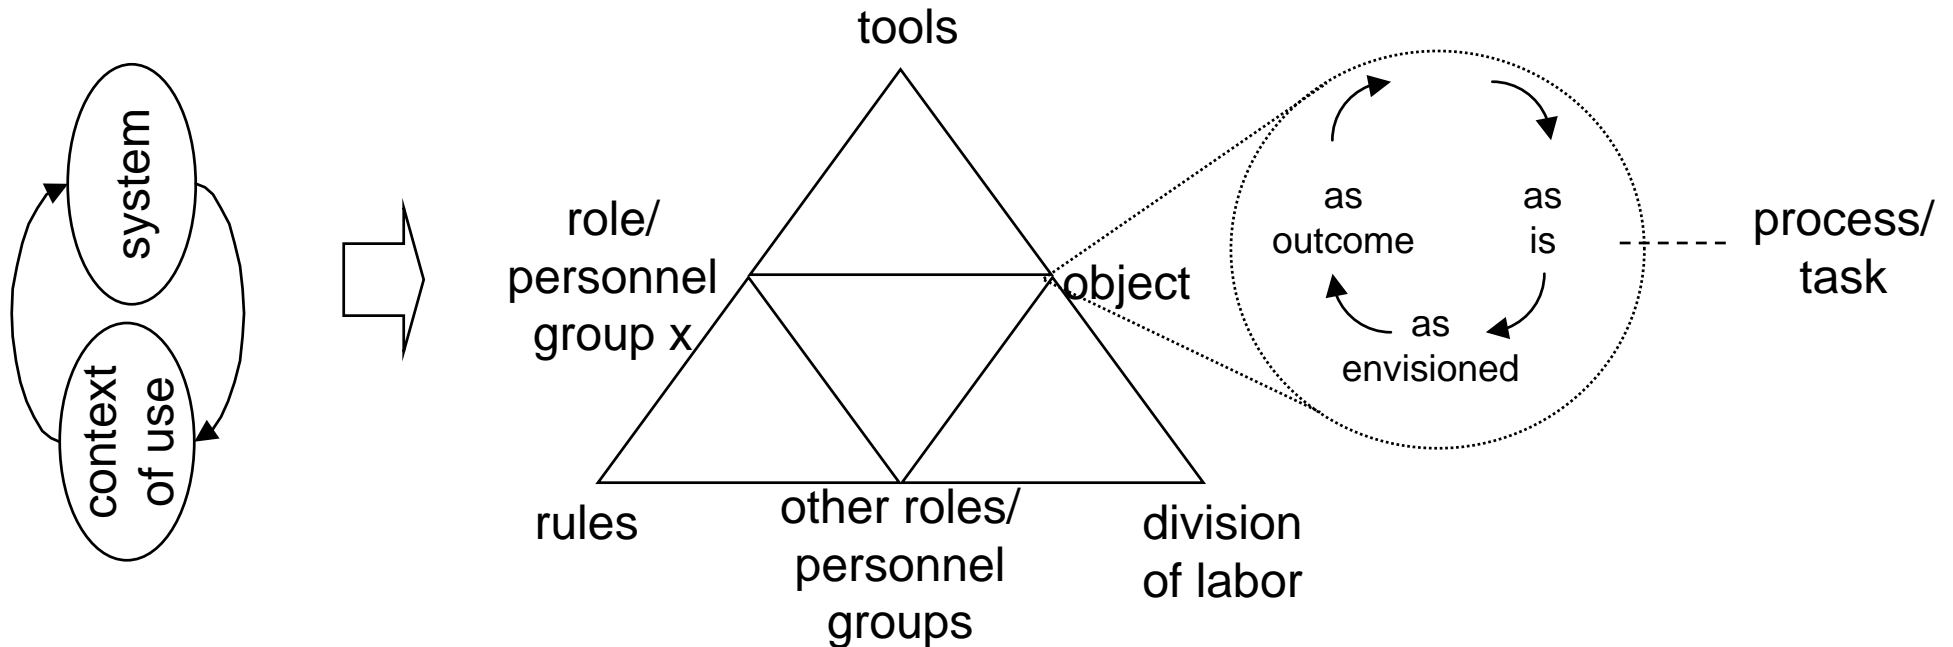 system
context
of use
tools
role/
personnel
group x
object
rules
other roles/
personnel
groups
division
of labor
as
outcome
as
is
as
envisioned
process/
task